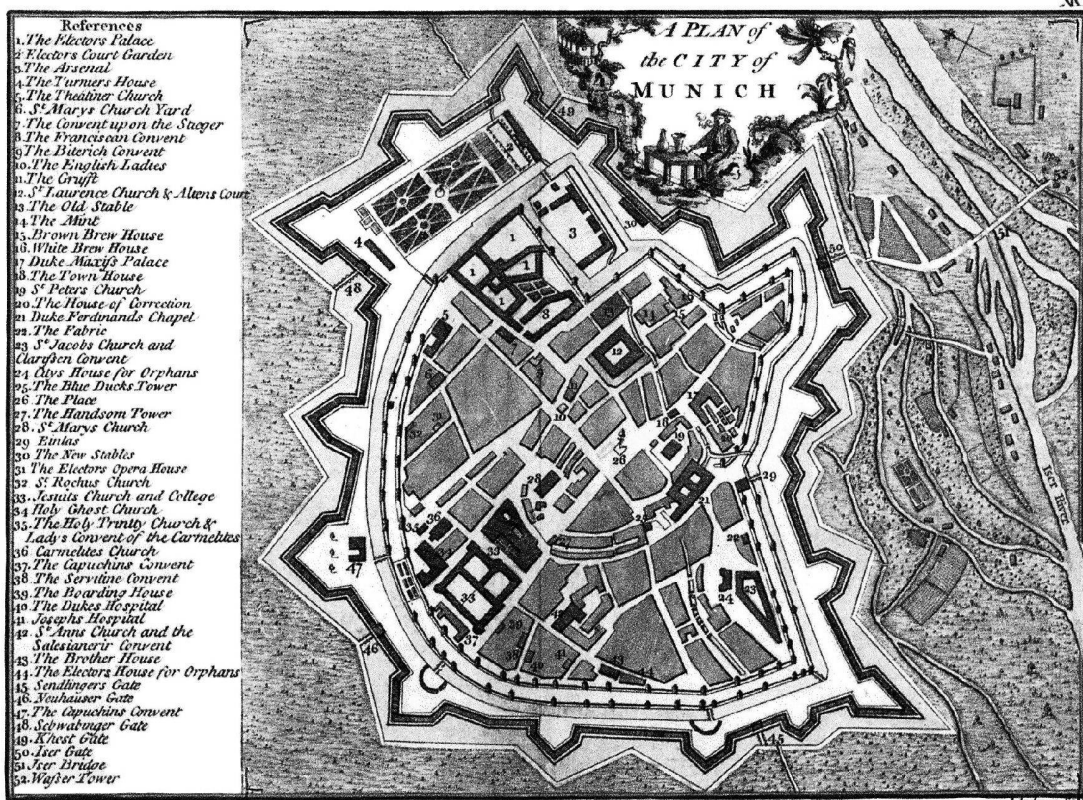 References
1. The Electors Palace
2 Electors Court Garden
3. The Arsenal
4. The Turniers House
5. The Theatiner Church
6. St. Marys Church Yard
7. The Convent upon the Staeger
8. The Franciscan Convent
9 The Biterich Convent
10. The English Ladies
11. The Grufft
12. St. Laurence Church & Altens Court
13 The Old Stable
14. The Mint
15. Brown Brew House
16. White Brew House
17 Duke Maxifs Palace
18. The Town House
19 St. Peters Church
20. The House of Correction
21 Duke Ferdinands Chapel
22. The Fabric
23 St. Jacobs Church and
Clarissen Convent
24 Citys House for Orphans
25. The Blue Ducks Tower
26 The Place
27. The Handsom Tower
28. St. Marys Church
29 Einlas
30 The New Stables
31 The Electors Opera House
32 St. Rochus Church
33. Jesuits Church and College
34 Holy Ghost Church
35. The Holy Trinity Church &
Lady's Convent of the Carmelites
36. Carmelites Church
37. The Capuchins Convent
38 The Servitine Convent
39. The Boarding House
40 The Dukes Hospital
41. Josephs Hospital
42. St. Anns Church and the
Salesianerir Convent
43 The Brother House
44. The Electors House for Orphans
45 Sendlingers Gate
46. Neuhauser Gate
47. The Capuchins Convent
48. Schwabinger Gate
49. Khost Gate
50. Iser Gate
51 Iser Bridge
52. Wasser Tower
A PLAN of
the CITY of
MUNICH
Iser River